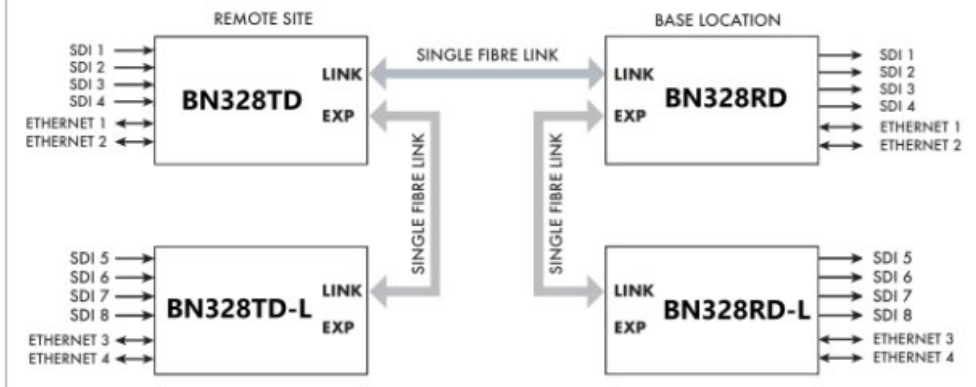 REMOTE SITE
BASE LOCATION
SDI 1
SDI 2
SDI 3
SDI 4
ETHERNET 1
ETHERNET 2
BN328TD
LINK
EXP
SINGLE FIBRE LINK
LINK
EXP
BN328RD
SDI 1
SDI 2
SDI 3
SDI 4
ETHERNET 1
ETHERNET 2
SINGLE FIBRE LINK
SINGLE FIBRE LINK
SDI 5
SDI 6
SDI 7
SDI 8
ETHERNET 3
ETHERNET 4
BN328TD-L
LINK
EXP
LINK
EXP
BN328RD-L
SDI 5
SDI 6
SDI 7
SDI 8
ETHERNET 3
ETHERNET 4